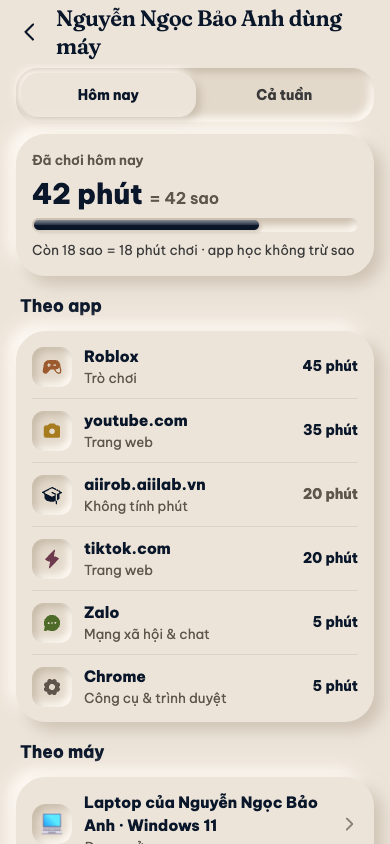 Nguyễn Ngọc Bảo Anh dùng
máy
Hôm nay
Cả tuần
Đã chơi hôm nay
42 phút = 42 sao
Còn 18 sao = 18 phút chơi · app học không trừ sao
Theo app
Roblox
45 phút
Trò chơi
youtube.com
35 phút
Trang web
aiirob.aiilab.vn
20 phút
Không tính phút
tiktok.com
20 phút
Trang web
Zalo
5 phút
Mạng xã hội & chat
Chrome
5 phút
Công cụ & trình duyệt
Theo máy
Laptop của Nguyễn Ngọc Bảo
Anh · Windows 11